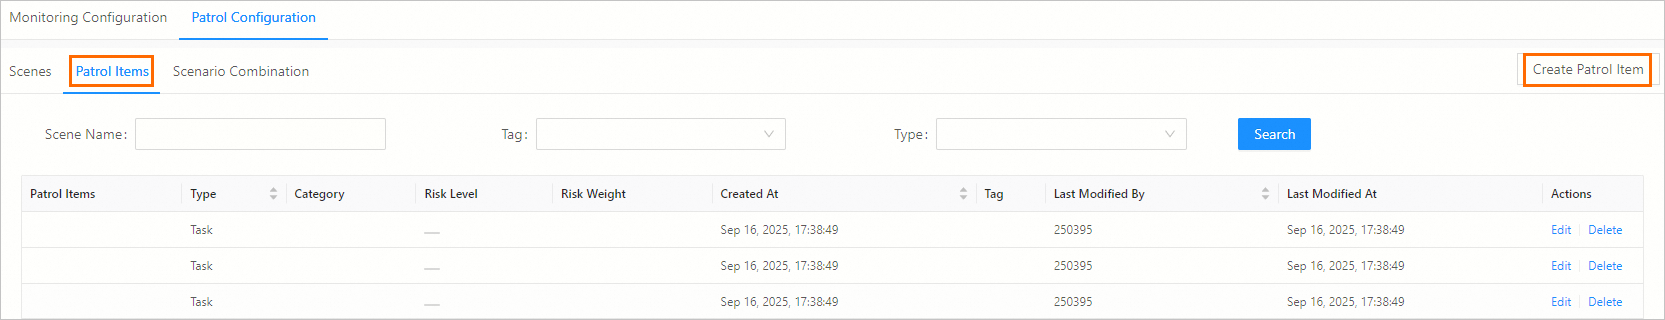 Monitoring Configuration Patrol Configuration
Scenes Patrol Items Scenario Combination Create Patrol Item
Scene Name: Tag: Type: Search
Patrol Items Type Category Risk Level Risk Weight Created At Tag Last Modified By Last Modified At Actions
Task — Sep 16, 2025, 17:38:49 250395 Sep 16, 2025, 17:38:49 Edit Delete
Task — Sep 16, 2025, 17:38:49 250395 Sep 16, 2025, 17:38:49 Edit Delete
Task — Sep 16, 2025, 17:38:49 250395 Sep 16, 2025, 17:38:49 Edit Delete